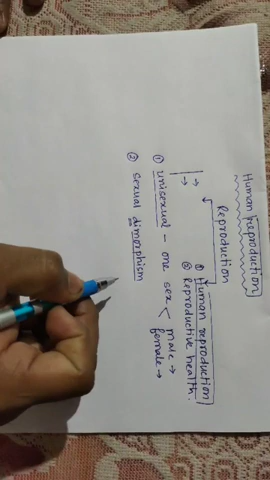 Human Reproduction
Reproduction
→
→
① Human reproduction
② Reproductive health.
① unisexual - one sex < male →
female →
② sexual dimorphism